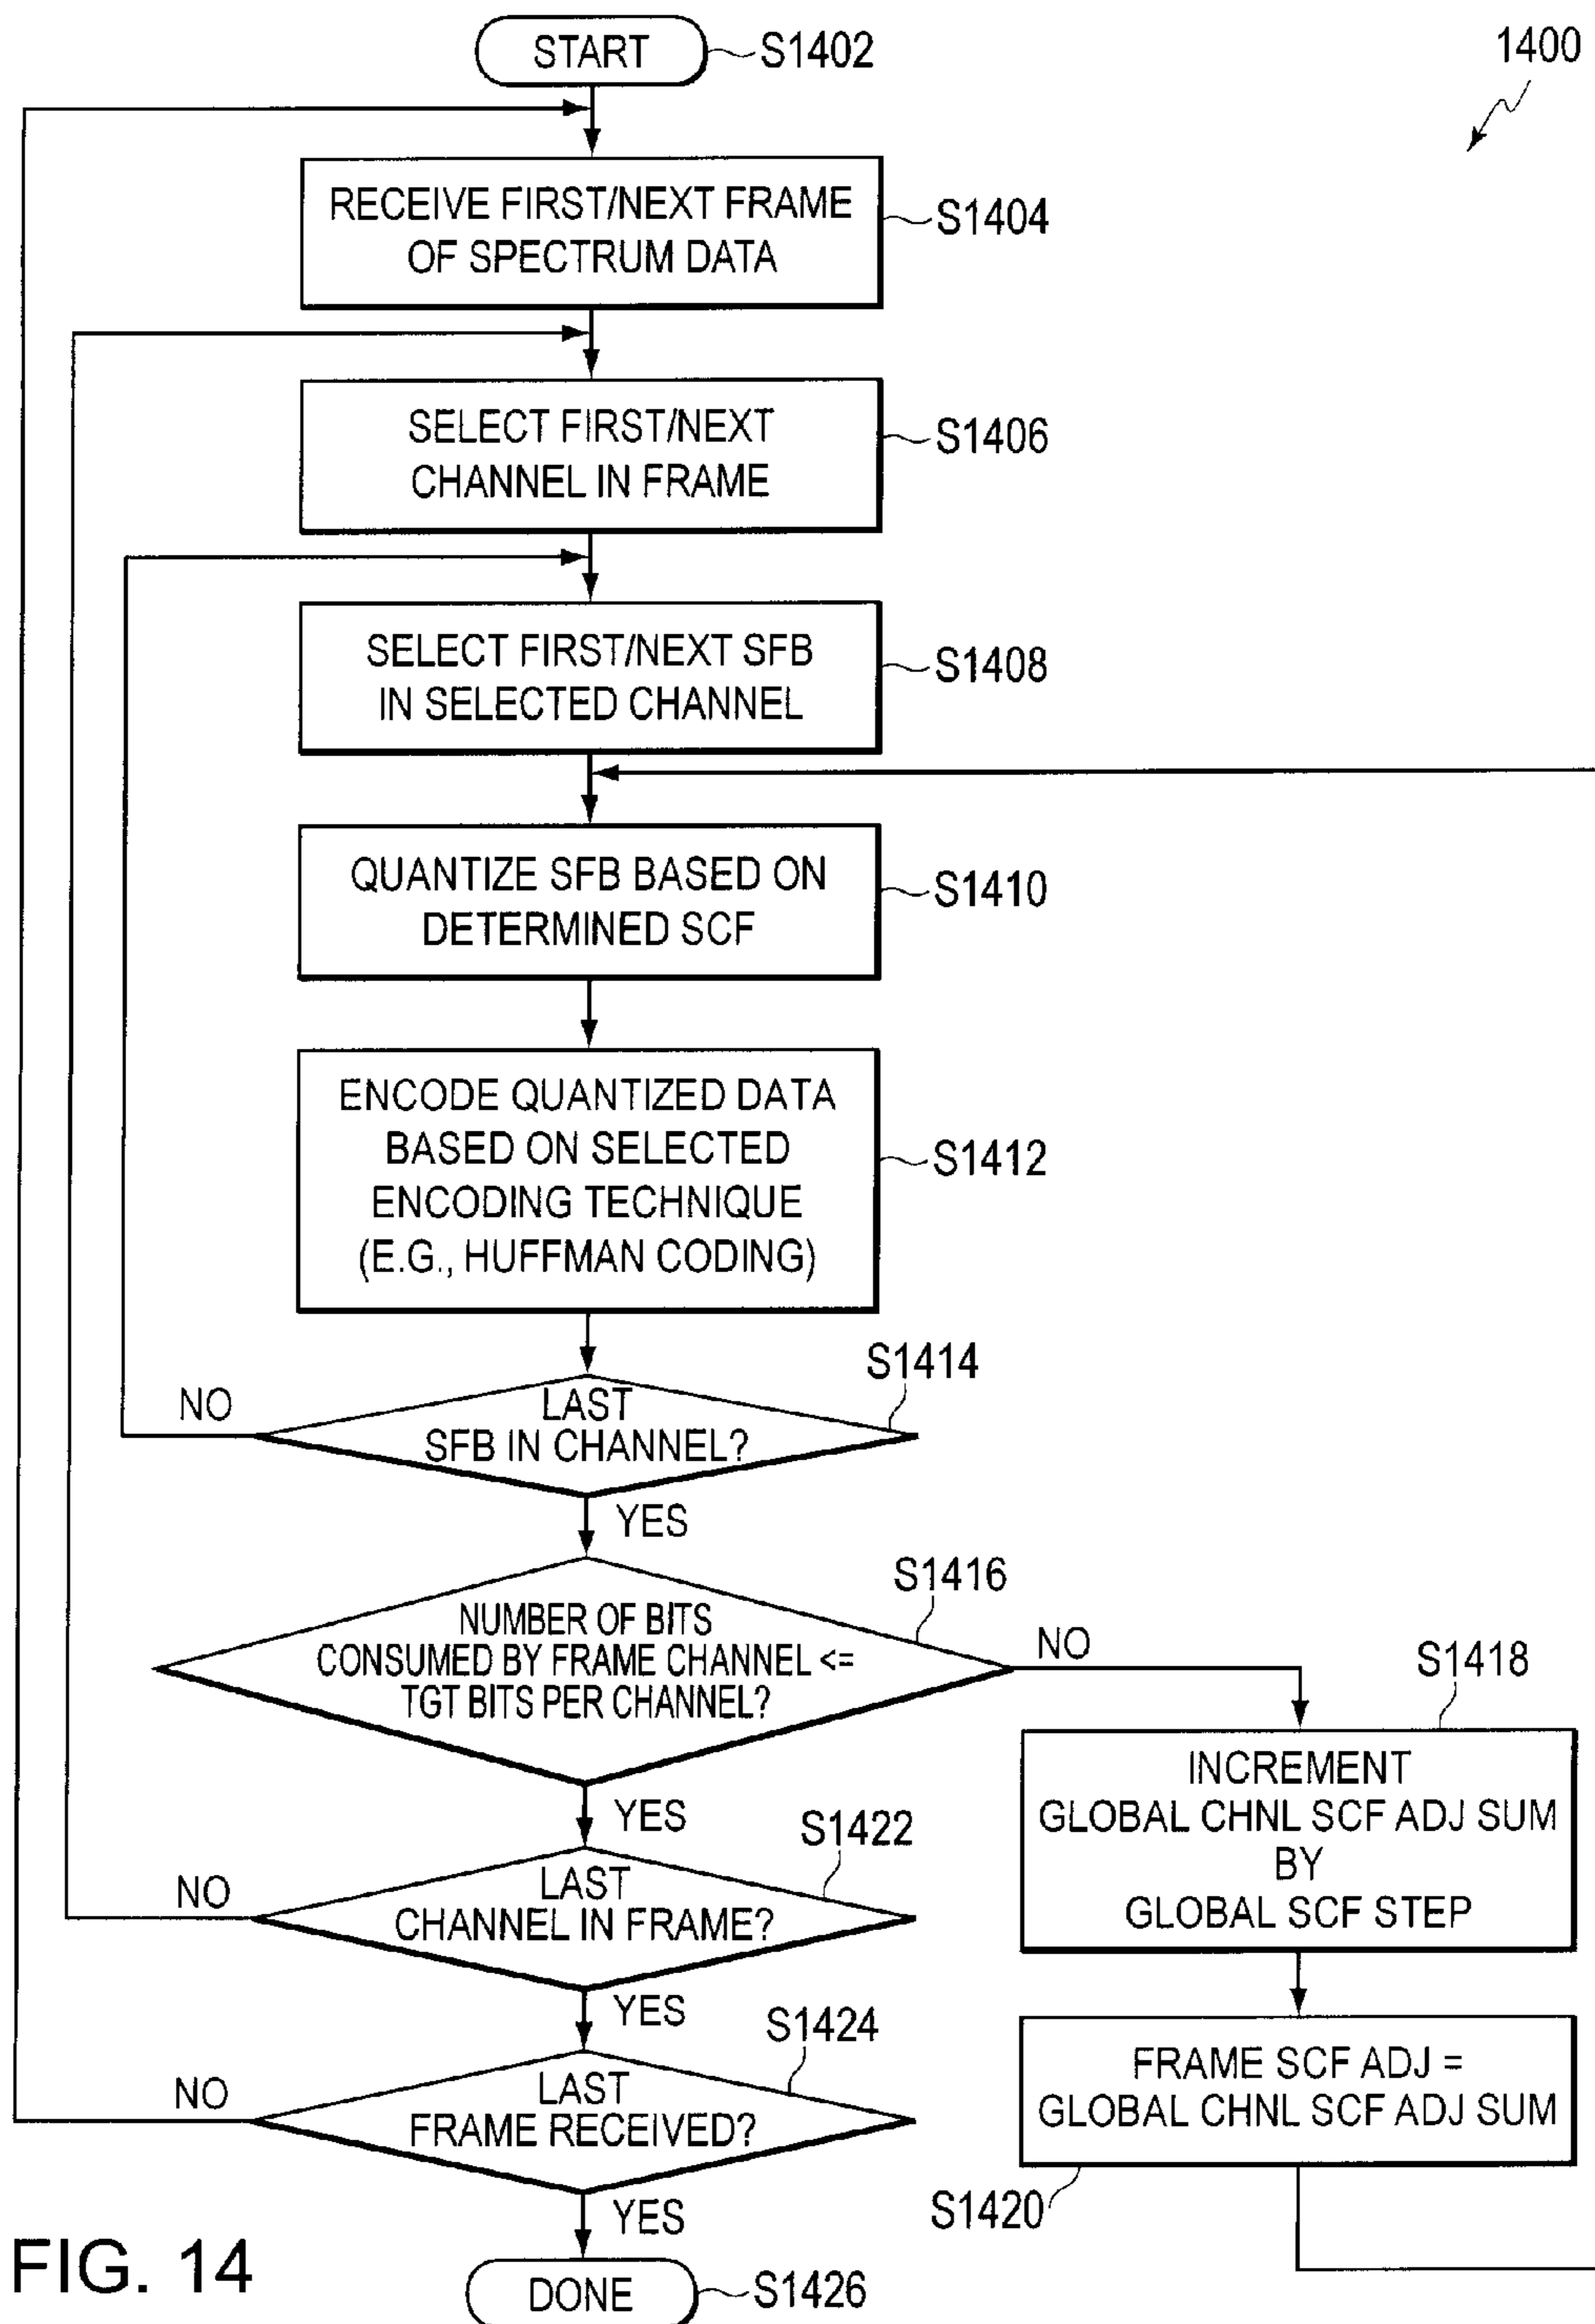 START
S1402
1400
RECEIVE FIRST/NEXT FRAME
OF SPECTRUM DATA
S1404
SELECT FIRST/NEXT
CHANNEL IN FRAME
S1406
SELECT FIRST/NEXT SFB
IN SELECTED CHANNEL
S1408
QUANTIZE SFB BASED ON
DETERMINED SCF
S1410
ENCODE QUANTIZED DATA
BASED ON SELECTED
ENCODING TECHNIQUE
(E.G., HUFFMAN CODING)
S1412
S1414
NO
LAST
SFB IN CHANNEL?
YES
S1416
NUMBER OF BITS
CONSUMED BY FRAME CHANNEL <=
TGT BITS PER CHANNEL?
NO
S1418
INCREMENT
GLOBAL CHNL SCF ADJ SUM
BY
GLOBAL SCF STEP
YES
S1422
NO
LAST
CHANNEL IN FRAME?
YES
S1424
FRAME SCF ADJ =
GLOBAL CHNL SCF ADJ SUM
S1420
NO
LAST
FRAME RECEIVED?
YES
DONE
S1426
FIG. 14